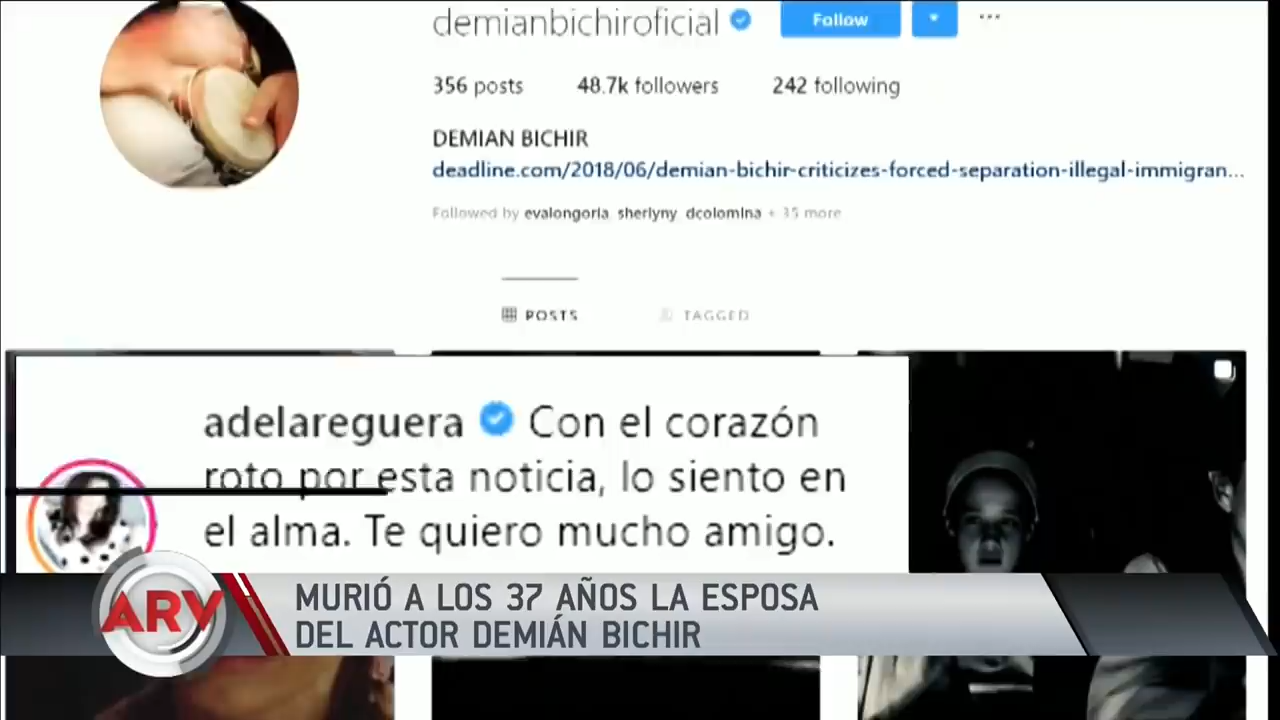 demianbichiroficial Follow
356 posts 48.7k followers 242 following
DEMIAN BICHIR
deadline.com/2018/06/demian-bichir-criticizes-forced-separation-illegal-immigran...
Followed by evalongoria, sherlyny, dcolomina + 35 more
POSTS TAGGED
adelareguera Con el corazón
roto por esta noticia, lo siento en
el alma. Te quiero mucho amigo.
ARV
MURIÓ A LOS 37 AÑOS LA ESPOSA
DEL ACTOR DEMIÁN BICHIR